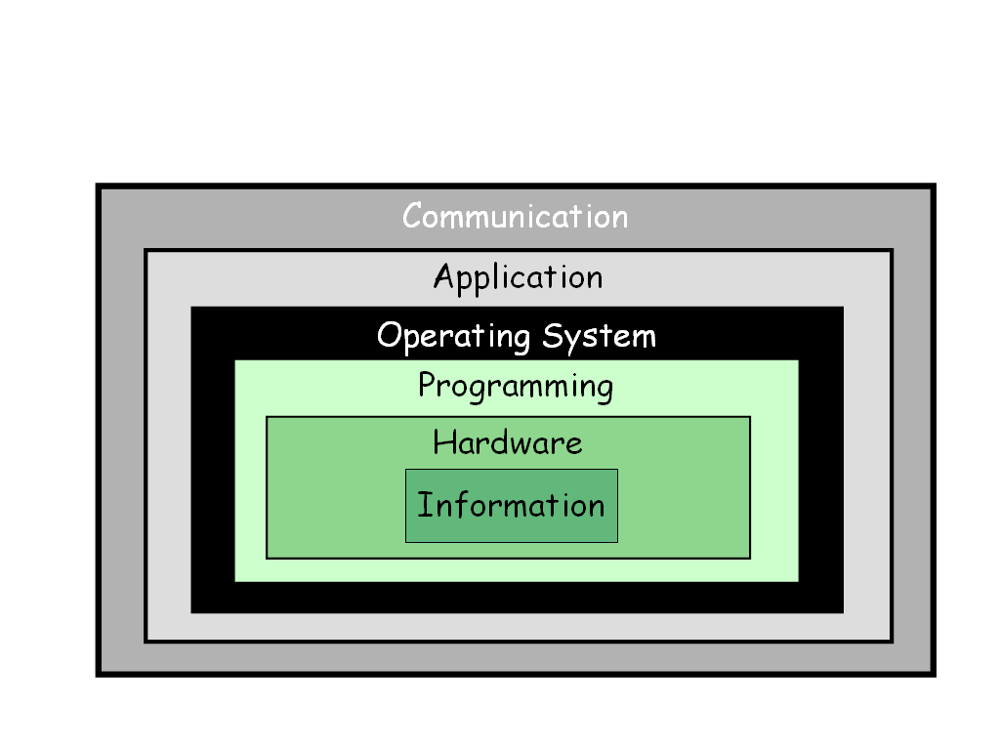 Communication
Application
Operating System
Programming
Hardware
Information